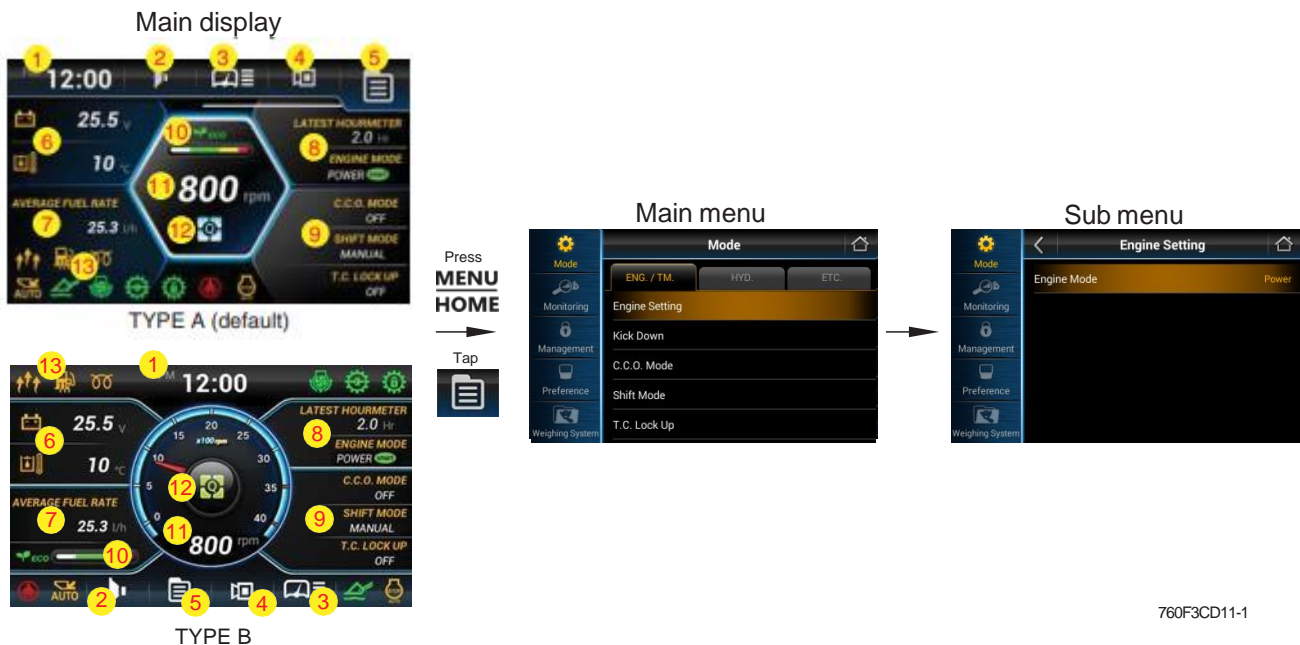 Main display
1
2
3
4
5
12:00
6
25.5 V
10 °C
AVERAGE FUEL RATE
7
25.3 l/h
10
eco
11
800 rpm
12
LATEST HOURMETER
2.0 Hr
8
ENGINE MODE
POWER
C.C.O. MODE
OFF
9
SHIFT MODE
MANUAL
T.C. LOCK UP
OFF
13
AUTO
TYPE A (default)
13
1
M
12:00
6
25.5 V
10 °C
AVERAGE FUEL RATE
7
25.3 l/h
eco
10
0
5
10
15
20
25
30
35
40
x100rpm
12
11
800 rpm
LATEST HOURMETER
2.0 Hr
8
ENGINE MODE
POWER
C.C.O. MODE
OFF
9
SHIFT MODE
MANUAL
T.C. LOCK UP
OFF
AUTO
2
5
4
3
TYPE B
Press
MENU
HOME
Tap
Main menu
Mode
Monitoring
Management
Preference
Weighing System
Mode
ENG. / TM.
HYD.
ETC.
Engine Setting
Kick Down
C.C.O. Mode
Shift Mode
T.C. Lock Up
Sub menu
Mode
Monitoring
Management
Preference
Weighing System
Engine Setting
Engine Mode
Power
760F3CD11-1